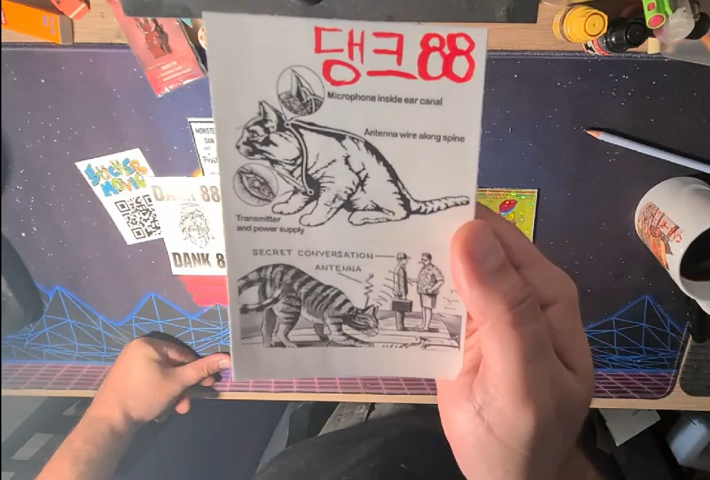 댕크88
Microphone inside ear canal
Antenna wire along spine
Transmitter
and power supply
SECRET CONVERSATION
ANTENNA
DANK 88
DANK 8